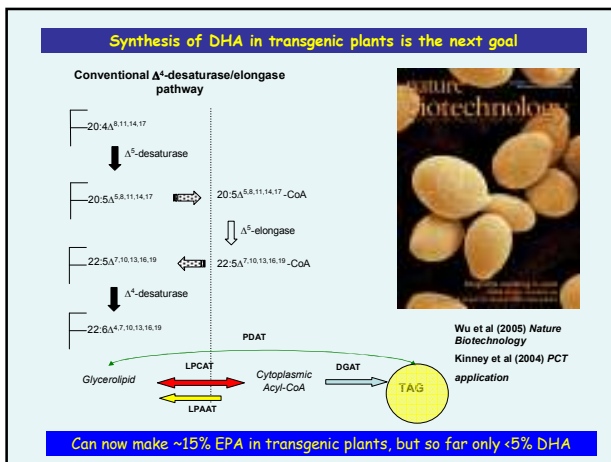 Synthesis of DHA in transgenic plants is the next goal
Conventional Δ⁴-desaturase/elongase
pathway
20:4Δ⁸,¹¹,¹⁴,¹⁷
Δ⁵-desaturase
20:5Δ⁵,⁸,¹¹,¹⁴,¹⁷
20:5Δ⁵,⁸,¹¹,¹⁴,¹⁷-CoA
Δ⁵-elongase
22:5Δ⁷,¹⁰,¹³,¹⁶,¹⁹
22:5Δ⁷,¹⁰,¹³,¹⁶,¹⁹-CoA
Δ⁴-desaturase
22:6Δ⁴,⁷,¹⁰,¹³,¹⁶,¹⁹
nature
biotechnology
Wu et al (2005) Nature
Biotechnology
Kinney et al (2004) PCT
application
PDAT
Glycerolipid
LPCAT
LPAAT
Cytoplasmic
Acyl-CoA
DGAT
TAG
Can now make ~15% EPA in transgenic plants, but so far only <5% DHA